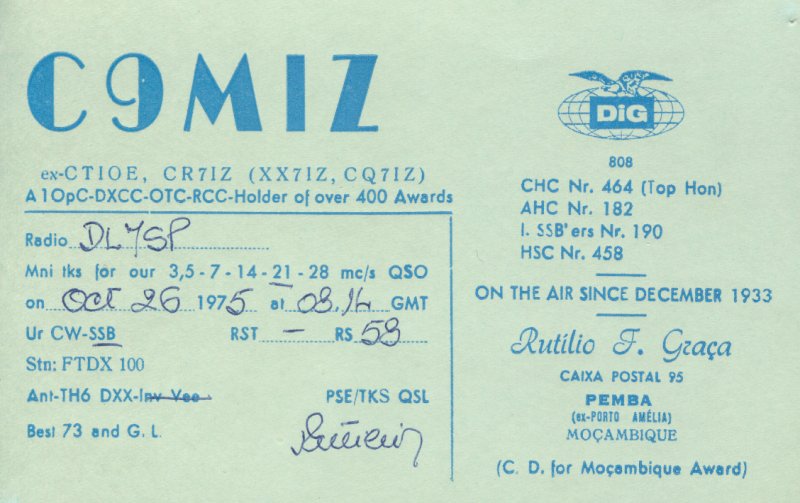 C9MIZ
ex-CT1OE, CR7IZ (XX7IZ, CQ7IZ)
A1OpC-DXCC-OTC-RCC-Holder of over 400 Awards
Radio DL7SP
Mni tks for our 3,5 - 7 - 14 - 21 - 28 mc/s QSO
on Oct 26 1975 at 08.14 GMT
Ur CW-SSB RST - RS 59
Stn: FTDX 100
Ant-TH6 DXX-Inv Vee
PSE/TKS QSL
Best 73 and G. L.
DIG
808
CHC Nr. 464 (Top Hon)
AHC Nr. 182
I. SSB'ers Nr. 190
HSC Nr. 458
ON THE AIR SINCE DECEMBER 1933
Rutílio F. Graça
CAIXA POSTAL 95
PEMBA
(ex-PORTO AMÉLIA)
MOÇAMBIQUE
(C. D. for Moçambique Award)